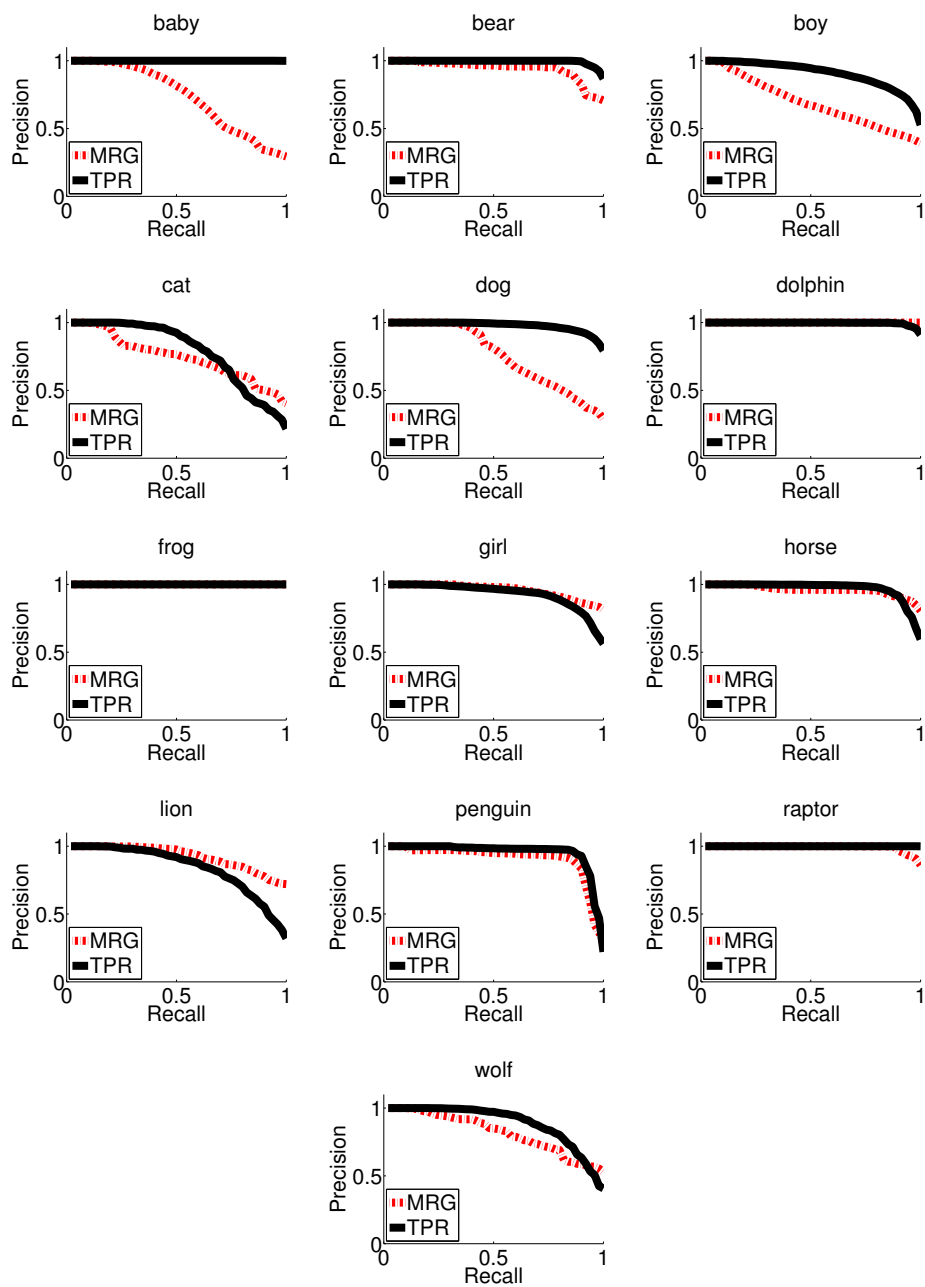 baby
1
0.5
0
Precision
MRG
TPR
0 0.5 1
Recall
bear
1
0.5
0
Precision
MRG
TPR
0 0.5 1
Recall
boy
1
0.5
0
Precision
MRG
TPR
0 0.5 1
Recall
cat
1
0.5
0
Precision
MRG
TPR
0 0.5 1
Recall
dog
1
0.5
0
Precision
MRG
TPR
0 0.5 1
Recall
dolphin
1
0.5
0
Precision
MRG
TPR
0 0.5 1
Recall
frog
1
0.5
0
Precision
MRG
TPR
0 0.5 1
Recall
girl
1
0.5
0
Precision
MRG
TPR
0 0.5 1
Recall
horse
1
0.5
0
Precision
MRG
TPR
0 0.5 1
Recall
lion
1
0.5
0
Precision
MRG
TPR
0 0.5 1
Recall
penguin
1
0.5
0
Precision
MRG
TPR
0 0.5 1
Recall
raptor
1
0.5
0
Precision
MRG
TPR
0 0.5 1
Recall
wolf
1
0.5
0
Precision
MRG
TPR
0 0.5 1
Recall